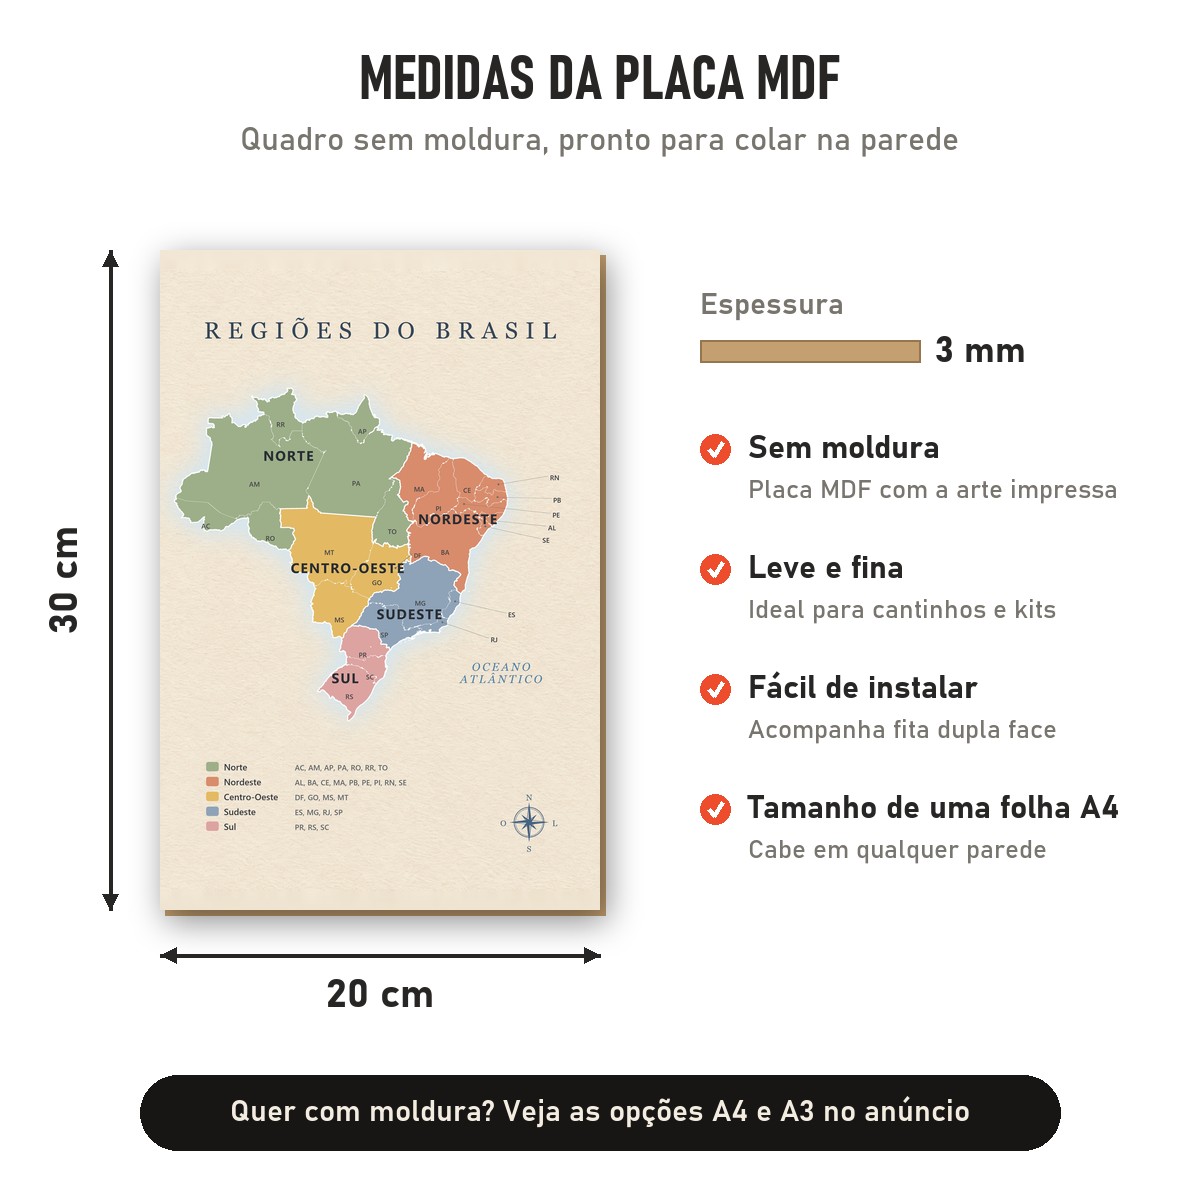 MEDIDAS DA PLACA MDF
Quadro sem moldura, pronto para colar na parede
30 cm
REGIÕES DO BRASIL
RR
AP
NORTE
AM
PA
AC
RO
TO
MA
CE
PI
NORDESTE
BA
RN
PB
PE
AL
SE
MT
DF
CENTRO-OESTE
GO
MS
MG
SUDESTE
SP
ES
RJ
PR
SUL
SC
RS
OCEANO
ATLÂNTICO
Norte AC, AM, AP, PA, RO, RR, TO
Nordeste AL, BA, CE, MA, PB, PE, PI, RN, SE
Centro-Oeste DF, GO, MS, MT
Sudeste ES, MG, RJ, SP
Sul PR, RS, SC
N
O L
S
20 cm
Espessura
3 mm
Sem moldura
Placa MDF com a arte impressa
Leve e fina
Ideal para cantinhos e kits
Fácil de instalar
Acompanha fita dupla face
Tamanho de uma folha A4
Cabe em qualquer parede
Quer com moldura? Veja as opções A4 e A3 no anúncio